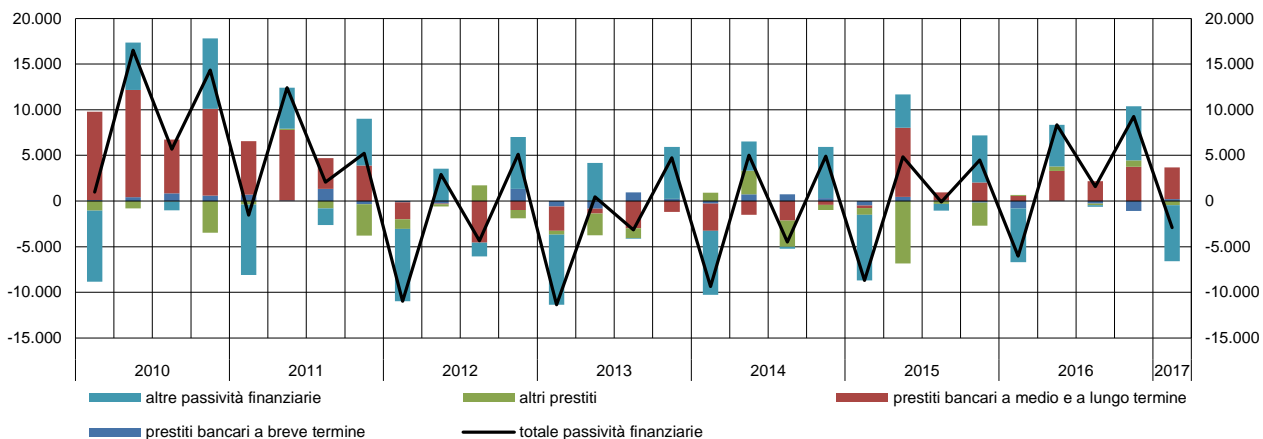 20.000 20.000
15.000 15.000
10.000 10.000
5.000 5.000
0 0
-5.000 -5.000
-10.000 -10.000
-15.000 -15.000
2010 2011 2012 2013 2014 2015 2016 2017
altre passività finanziarie altri prestiti prestiti bancari a medio e a lungo termine
prestiti bancari a breve termine totale passività finanziarie